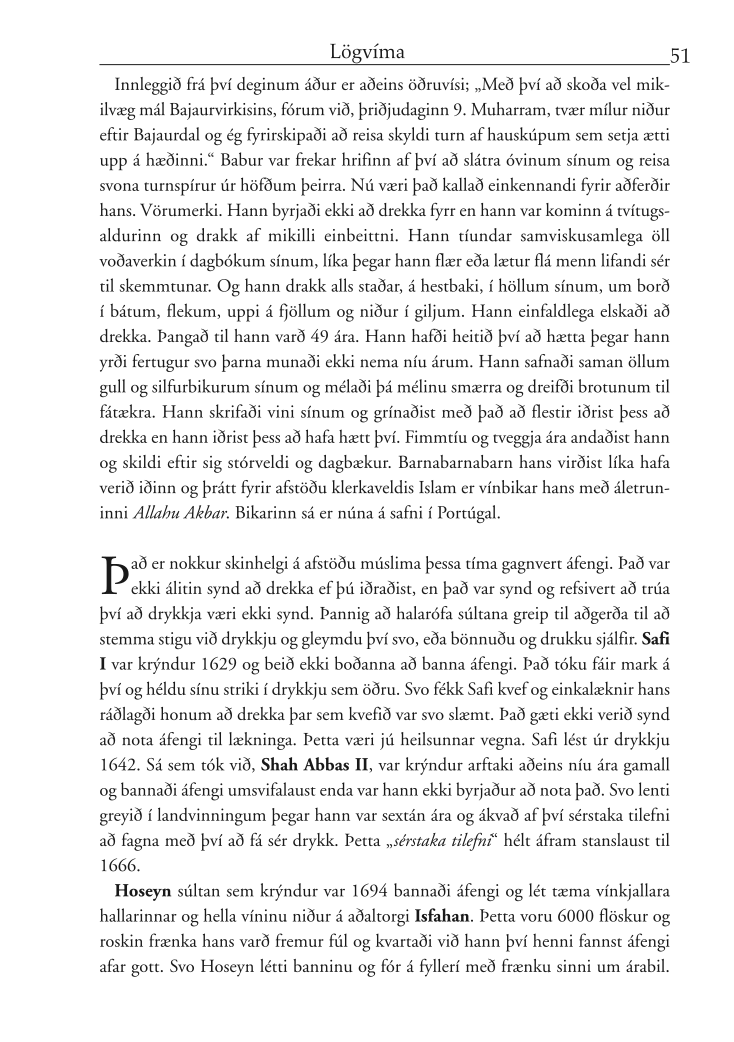 Lögvíma
51
Innleggið frá því deginum áður er aðeins öðruvísi; „Með því að skoða vel mik-
ilvæg mál Bajaurvirkisins, fórum við, þriðjudaginn 9. Muharram, tvær mílur niður
eftir Bajaurdal og ég fyrirskipaði að reisa skyldi turn af hauskúpum sem setja ætti
upp á hæðinni.“ Babur var frekar hrifinn af því að slátra óvinum sínum og reisa
svona turnspírur úr höfðum þeirra. Nú væri það kallað einkennandi fyrir aðferðir
hans. Vörumerki. Hann byrjaði ekki að drekka fyrr en hann var kominn á tvítugs-
aldurinn og drakk af mikilli einbeittni. Hann tíundar samviskusamlega öll
voðaverkin í dagbókum sínum, líka þegar hann flær eða lætur flá menn lifandi sér
til skemmtunar. Og hann drakk alls staðar, á hestbaki, í höllum sínum, um borð
í bátum, flekum, uppi á fjöllum og niður í giljum. Hann einfaldlega elskaði að
drekka. Þangað til hann varð 49 ára. Hann hafði heitið því að hætta þegar hann
yrði fertugur svo þarna munaði ekki nema níu árum. Hann safnaði saman öllum
gull og silfurbikurum sínum og mélaði þá mélinu smærra og dreifði brotunum til
fátækra. Hann skrifaði vini sínum og grínaðist með það að flestir iðrist þess að
drekka en hann iðrist þess að hafa hætt því. Fimmtíu og tveggja ára andaðist hann
og skildi eftir sig stórveldi og dagbækur. Barnabarnabarn hans virðist líka hafa
verið iðinn og þrátt fyrir afstöðu klerkaveldis Islam er vínbikar hans með áletrun-
inni Allahu Akbar. Bikarinn sá er núna á safni í Portúgal.
Það er nokkur skinhelgi á afstöðu múslima þessa tíma gagnvert áfengi. Það var
ekki álitin synd að drekka ef þú iðraðist, en það var synd og refsivert að trúa
því að drykkja væri ekki synd. Þannig að halarófa súltana greip til aðgerða til að
stemma stigu við drykkju og gleymdu því svo, eða bönnuðu og drukku sjálfir. Safi
I var krýndur 1629 og beið ekki boðanna að banna áfengi. Það tóku fáir mark á
því og héldu sínu striki í drykkju sem öðru. Svo fékk Safi kvef og einkalæknir hans
ráðlagði honum að drekka þar sem kvefið var svo slæmt. Það gæti ekki verið synd
að nota áfengi til lækninga. Þetta væri jú heilsunnar vegna. Safi lést úr drykkju
1642. Sá sem tók við, Shah Abbas II, var krýndur arftaki aðeins níu ára gamall
og bannaði áfengi umsvifalaust enda var hann ekki byrjaður að nota það. Svo lenti
greyið í landvinningum þegar hann var sextán ára og ákvað af því sérstaka tilefni
að fagna með því að fá sér drykk. Þetta „sérstaka tilefni“ hélt áfram stanslaust til
1666.
Hoseyn súltan sem krýndur var 1694 bannaði áfengi og lét tæma vínkjallara
hallarinnar og hella víninu niður á aðaltorgi Isfahan. Þetta voru 6000 flöskur og
roskin frænka hans varð fremur fúl og kvartaði við hann því henni fannst áfengi
afar gott. Svo Hoseyn létti banninu og fór á fyllerí með frænku sinni um árabil.